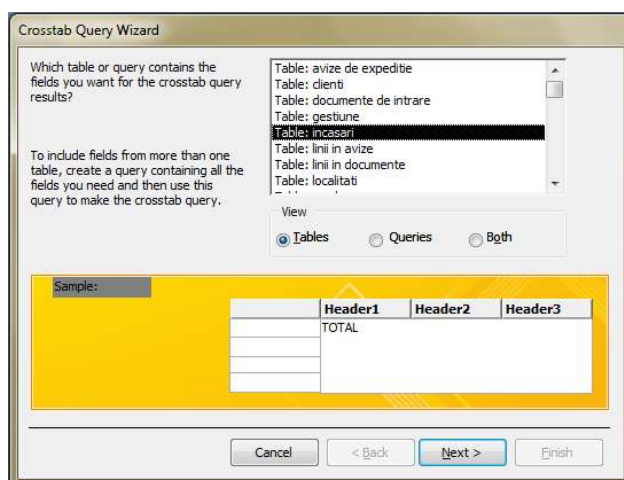 Crosstab Query Wizard
Which table or query contains the
fields you want for the crosstab query
results?
To include fields from more than one
table, create a query containing all the
fields you need and then use this
query to make the crosstab query.
Table: avize de expeditie
Table: clienti
Table: documente de intrare
Table: gestiune
Table: incasari
Table: linii in avize
Table: linii in documente
Table: localitati
View
Tables Queries Both
Sample:
Header1 Header2 Header3
TOTAL
Cancel < Back Next > Finish